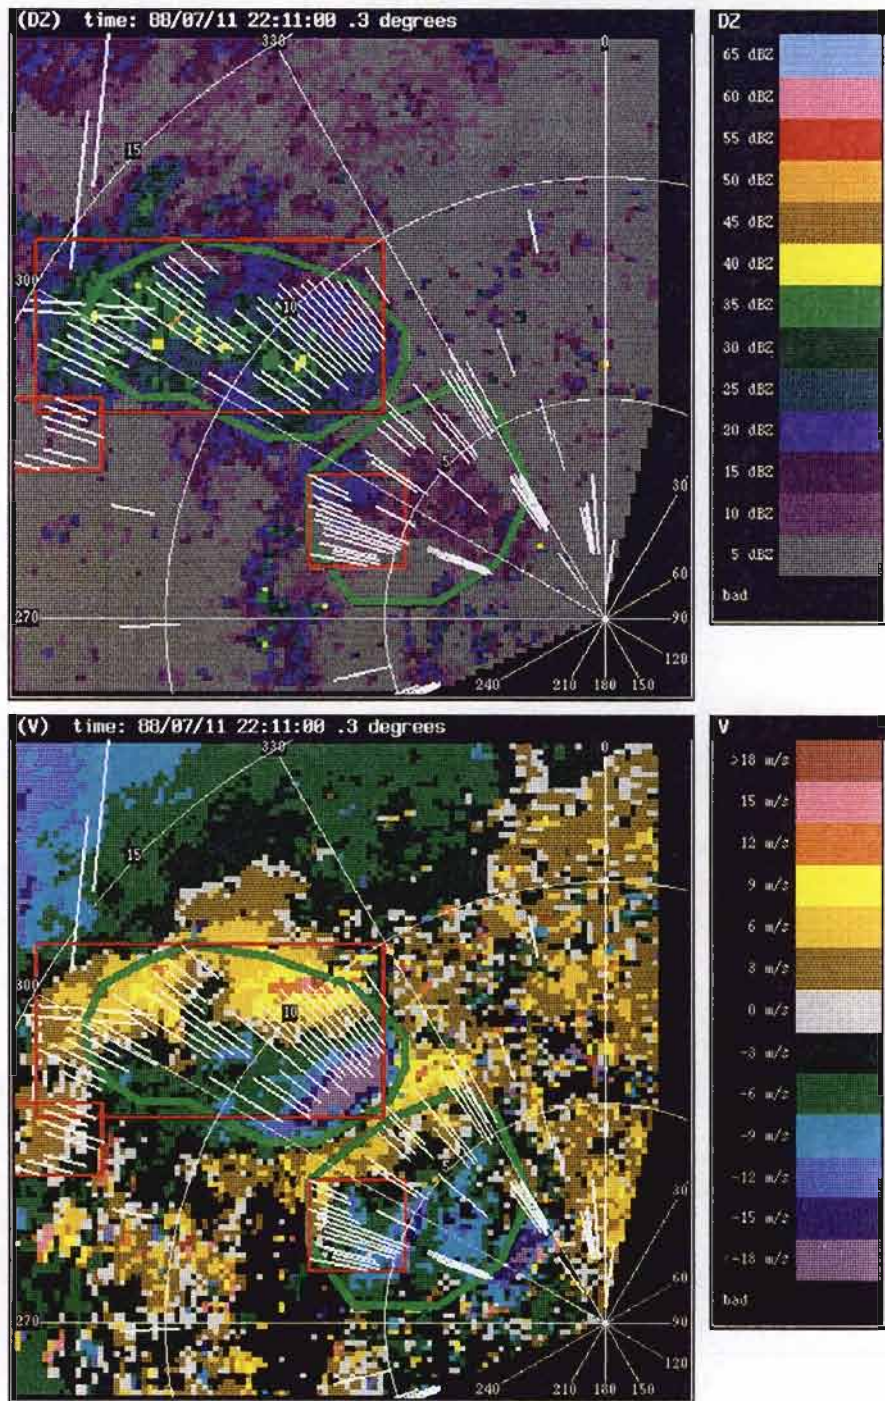 (DZ) time: 88/07/11 22:11:00 .3 degrees
330
0
15
300
10
5
30
60
270
90
120
240
210
180
150
DZ
65 dBZ
60 dBZ
55 dBZ
50 dBZ
45 dBZ
40 dBZ
35 dBZ
30 dBZ
25 dBZ
20 dBZ
15 dBZ
10 dBZ
5 dBZ
bad
(V) time: 88/07/11 22:11:00 .3 degrees
330
0
15
300
10
5
30
60
270
90
120
240
210
180
150
V
>18 m/s
15 m/s
12 m/s
9 m/s
6 m/s
3 m/s
0 m/s
-3 m/s
-6 m/s
-9 m/s
-12 m/s
-15 m/s
<-18 m/s
bad